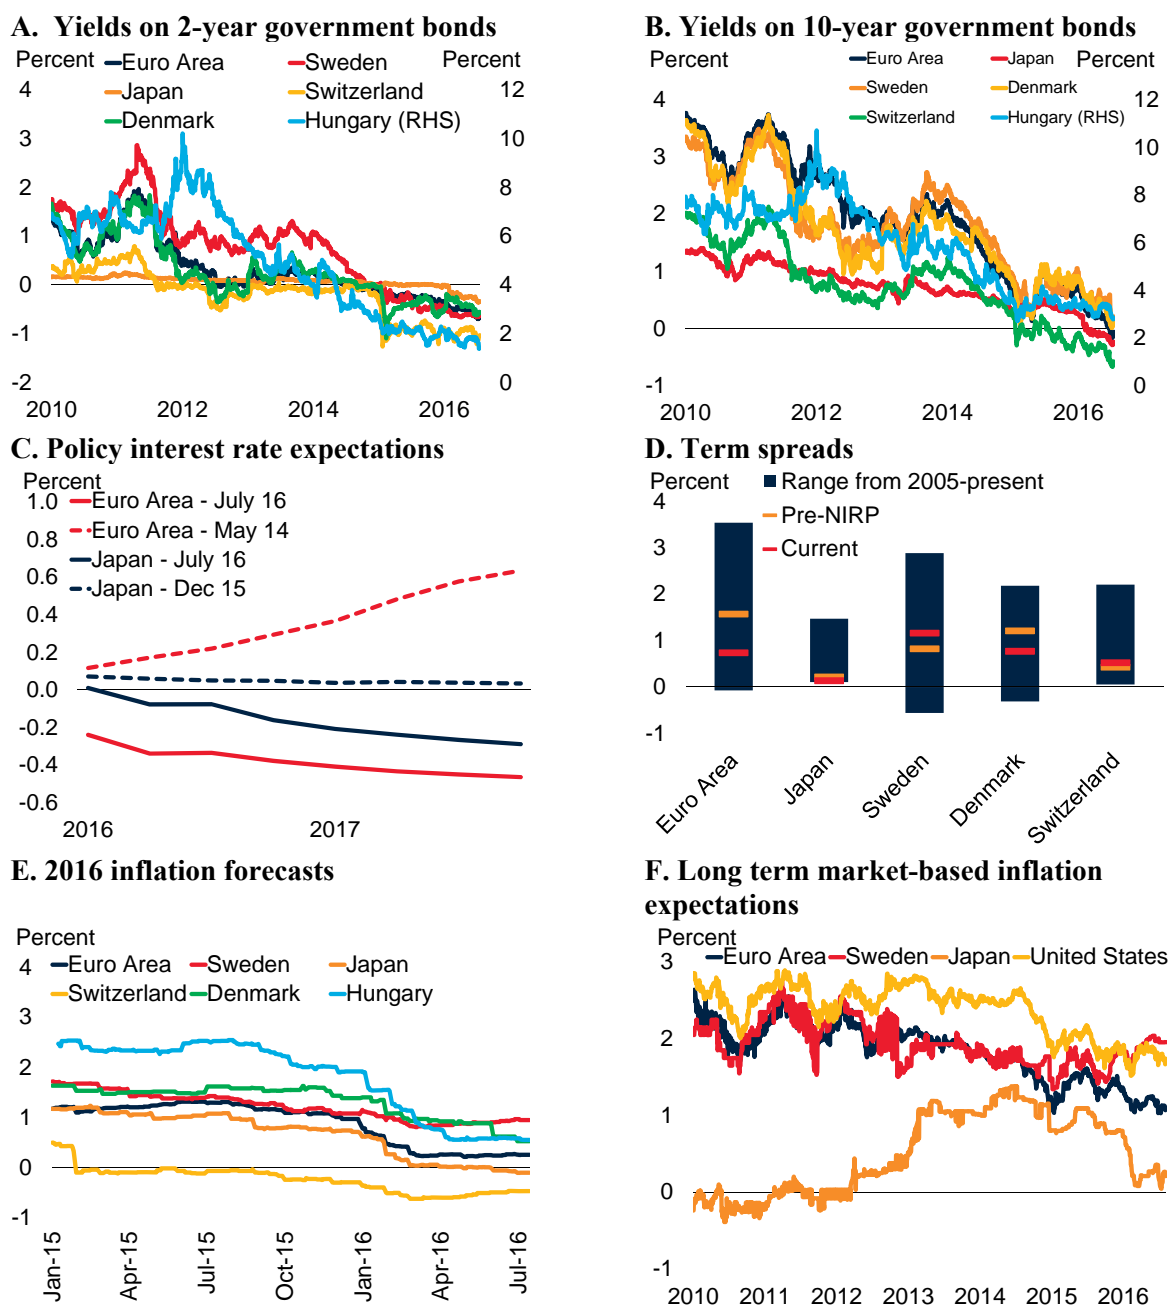 A. Yields on 2-year government bonds
Percent
Percent
Euro Area
Sweden
Japan
Switzerland
Denmark
Hungary (RHS)
4
3
2
1
0
-1
-2
12
10
8
6
4
2
0
2010 2012 2014 2016
B. Yields on 10-year government bonds
Percent
Percent
Euro Area
Japan
Sweden
Denmark
Switzerland
Hungary (RHS)
4
3
2
1
0
-1
12
10
8
6
4
2
0
2010 2012 2014 2016
C. Policy interest rate expectations
Percent
Euro Area - July 16
Euro Area - May 14
Japan - July 16
Japan - Dec 15
1.0
0.8
0.6
0.4
0.2
0.0
-0.2
-0.4
-0.6
2016 2017
D. Term spreads
Percent
Range from 2005-present
Pre-NIRP
Current
4
3
2
1
0
-1
Euro Area
Japan
Sweden
Denmark
Switzerland
E. 2016 inflation forecasts
Percent
Euro Area
Sweden
Japan
Switzerland
Denmark
Hungary
4
3
2
1
0
-1
Jan-15
Apr-15
Jul-15
Oct-15
Jan-16
Apr-16
Jul-16
F. Long term market-based inflation
expectations
Percent
Euro Area
Sweden
Japan
United States
3
2
1
0
-1
2010 2011 2012 2013 2014 2015 2016